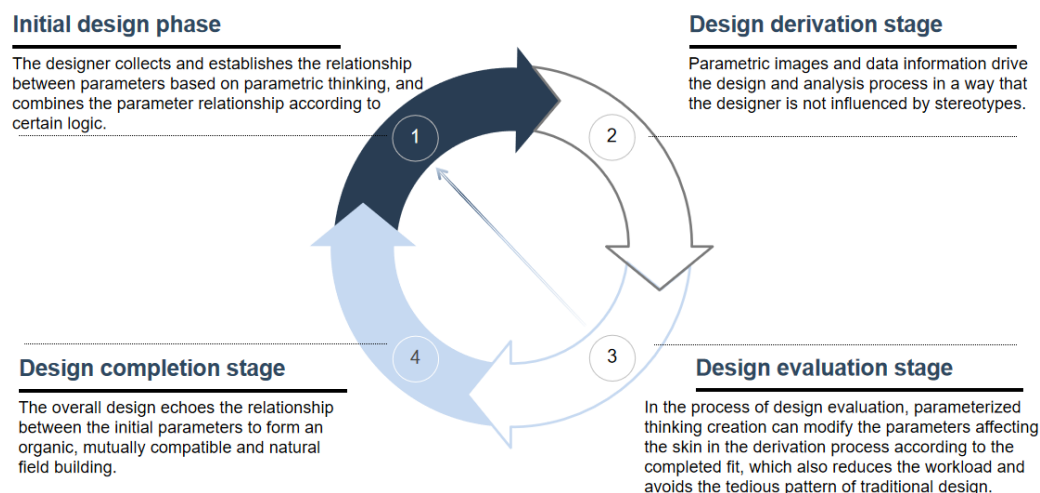 Initial design phase
The designer collects and establishes the relationship
between parameters based on parametric thinking, and
combines the parameter relationship according to
certain logic.
1
Design derivation stage
Parametric images and data information drive
the design and analysis process in a way that
the designer is not influenced by stereotypes.
2
Design completion stage
The overall design echoes the relationship
between the initial parameters to form an
organic, mutually compatible and natural
field building.
4
3
Design evaluation stage
In the process of design evaluation, parameterized
thinking creation can modify the parameters affecting
the skin in the derivation process according to the
completed fit, which also reduces the workload and
avoids the tedious pattern of traditional design.